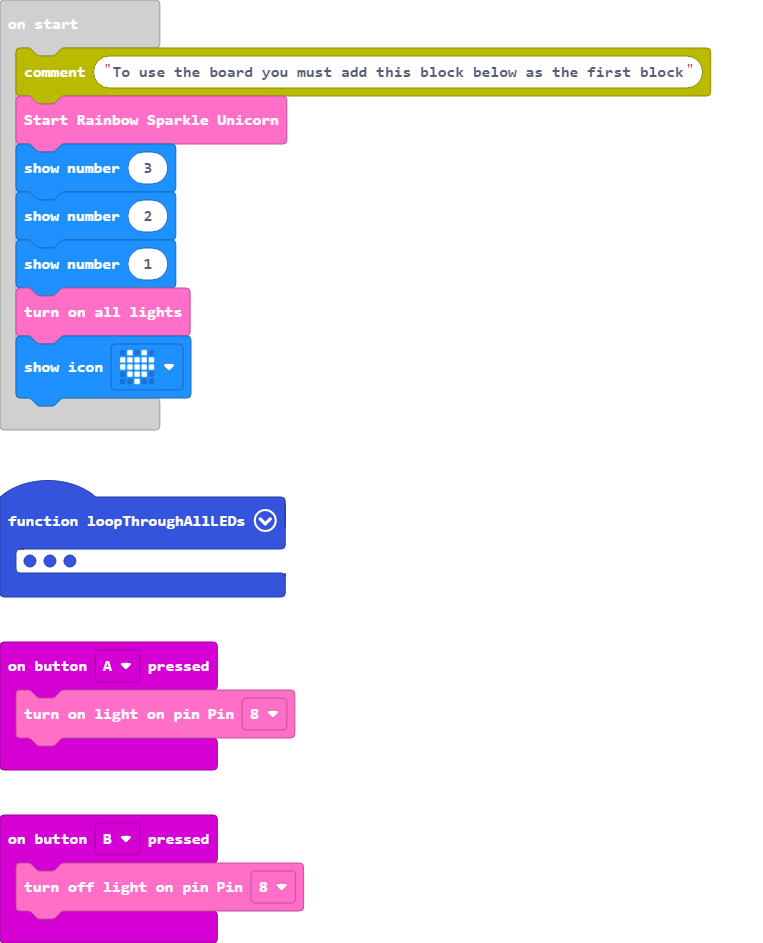 on start
comment "To use the board you must add this block below as the first block"
Start Rainbow Sparkle Unicorn
show number 3
show number 2
show number 1
turn on all lights
show icon
function loopThroughAllLEDs
on button A pressed
turn on light on pin Pin 8
on button B pressed
turn off light on pin Pin 8